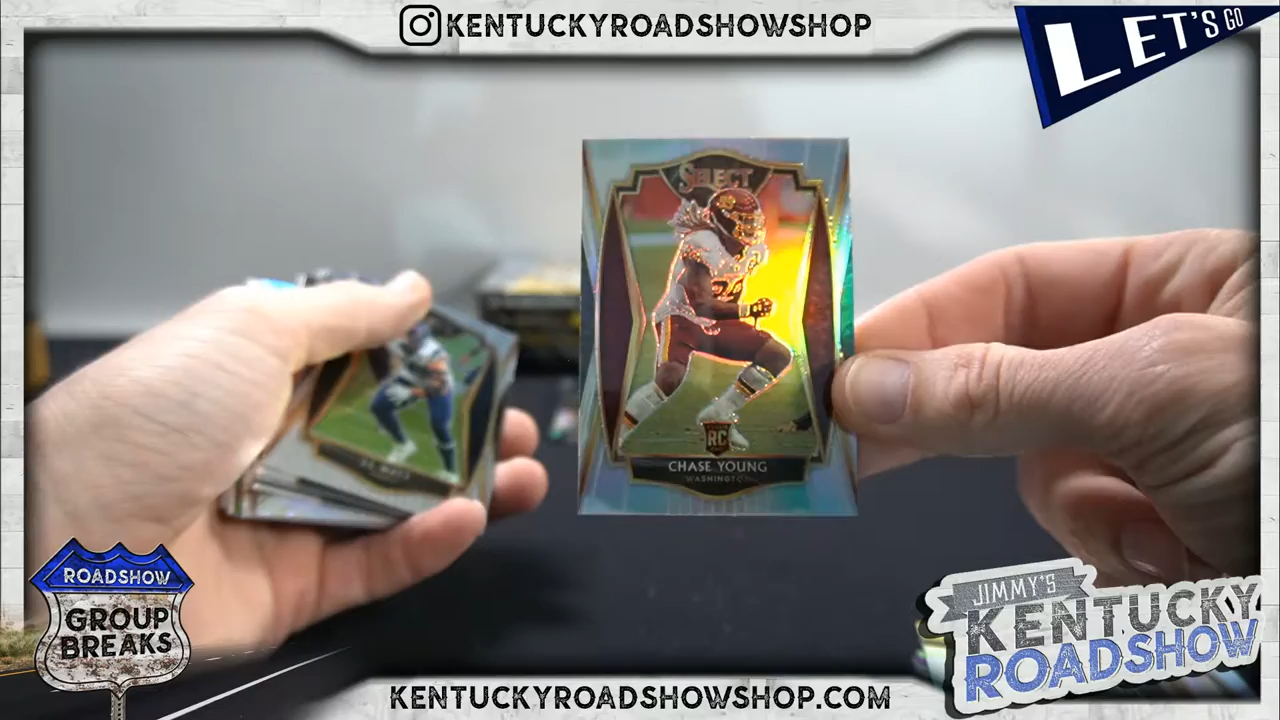 KENTUCKYROADSHOWSHOP
LET'S GO
SELECT
RC
CHASE YOUNG
WASHINGTON
ROADSHOW
GROUP
BREAKS
JIMMY'S
KENTUCKY
ROADSHOW
KENTUCKYROADSHOWSHOP.COM